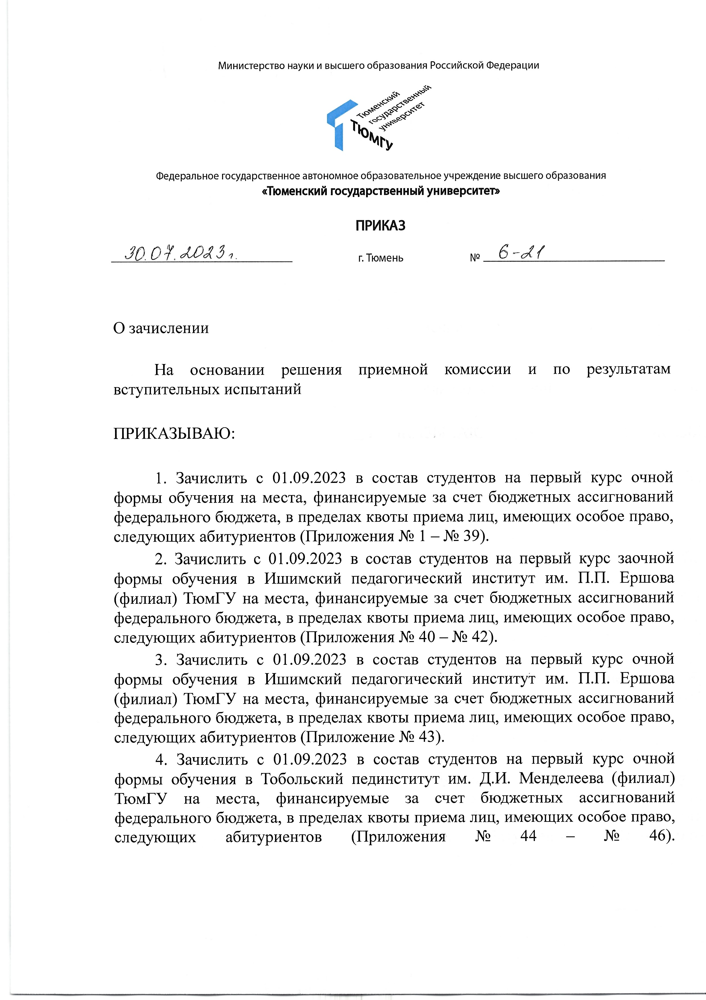 Министерство науки и высшего образования Российской Федерации
Тюменский
государственный
университет
ТЮМГУ
Федеральное государственное автономное образовательное учреждение высшего образования
«Тюменский государственный университет»
ПРИКАЗ
30.07.2023 г. г. Тюмень № 6-21
О зачислении
На основании решения приемной комиссии и по результатам
вступительных испытаний
ПРИКАЗЫВАЮ:
1. Зачислить с 01.09.2023 в состав студентов на первый курс очной
формы обучения на места, финансируемые за счет бюджетных ассигнований
федерального бюджета, в пределах квоты приема лиц, имеющих особое право,
следующих абитуриентов (Приложения № 1 – № 39).
2. Зачислить с 01.09.2023 в состав студентов на первый курс заочной
формы обучения в Ишимский педагогический институт им. П.П. Ершова
(филиал) ТюмГУ на места, финансируемые за счет бюджетных ассигнований
федерального бюджета, в пределах квоты приема лиц, имеющих особое право,
следующих абитуриентов (Приложения № 40 – № 42).
3. Зачислить с 01.09.2023 в состав студентов на первый курс очной
формы обучения в Ишимский педагогический институт им. П.П. Ершова
(филиал) ТюмГУ на места, финансируемые за счет бюджетных ассигнований
федерального бюджета, в пределах квоты приема лиц, имеющих особое право,
следующих абитуриентов (Приложение № 43).
4. Зачислить с 01.09.2023 в состав студентов на первый курс очной
формы обучения в Тобольский пединститут им. Д.И. Менделеева (филиал)
ТюмГУ на места, финансируемые за счет бюджетных ассигнований
федерального бюджета, в пределах квоты приема лиц, имеющих особое право,
следующих абитуриентов (Приложения № 44 – № 46).